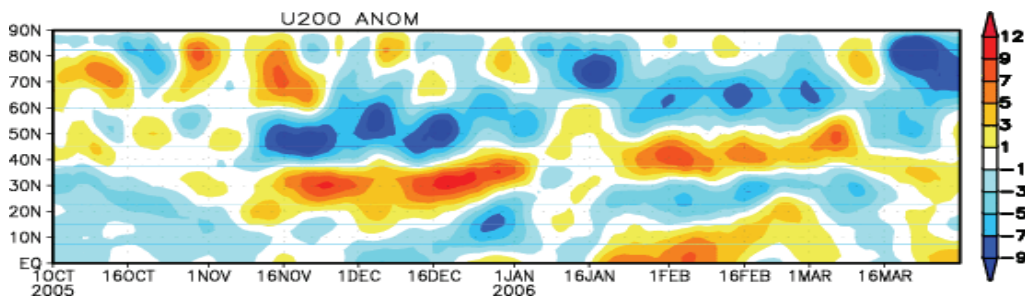 U200 ANOM
90N
80N
70N
60N
50N
40N
30N
20N
10N
EQ
1OCT 16OCT 1NOV 16NOV 1DEC 16DEC 1JAN 16JAN 1FEB 16FEB 1MAR 16MAR
2005 2006
12
9
7
5
3
1
-1
-3
-5
-7
-9